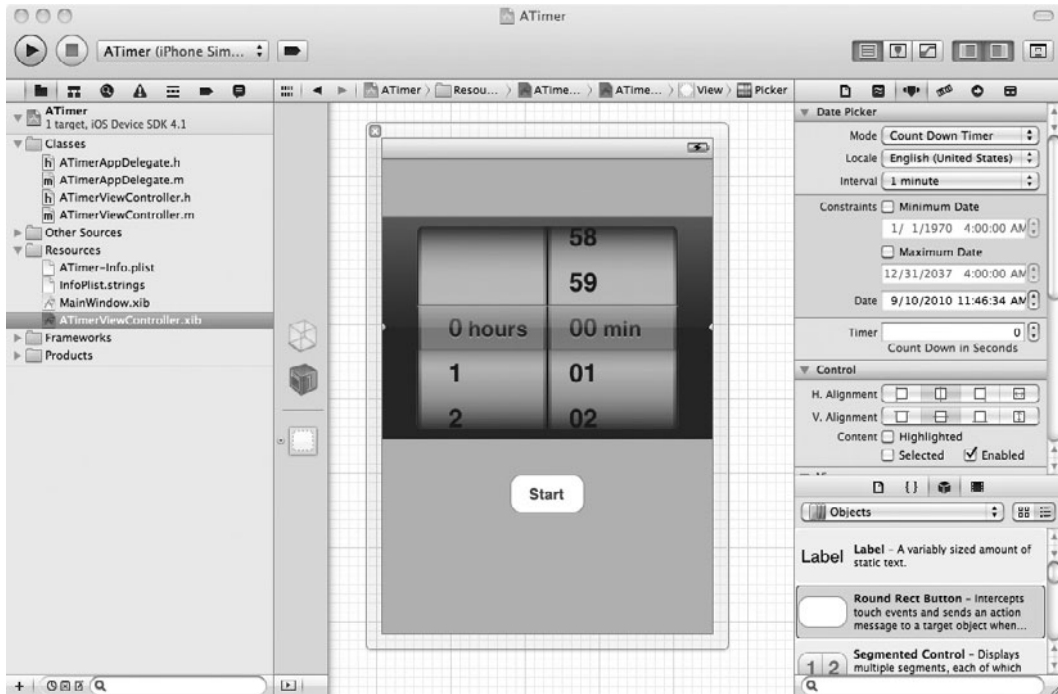 ATimer
ATimer (iPhone Sim...
ATimer
Resou...
ATime...
ATime...
View
Picker
ATimer
1 target, iOS Device SDK 4.1
Classes
ATimerAppDelegate.h
ATimerAppDelegate.m
ATimerViewController.h
ATimerViewController.m
Other Sources
Resources
ATimer-Info.plist
InfoPlist.strings
MainWindow.xib
ATimerViewController.xib
Frameworks
Products
58
59
0 hours 00 min
1 01
2 02
Start
Date Picker
Mode Count Down Timer
Locale English (United States)
Interval 1 minute
Constraints Minimum Date
1/ 1/1970 4:00:00 AM
Maximum Date
12/31/2037 4:00:00 AM
Date 9/10/2010 11:46:34 AM
Timer 0
Count Down in Seconds
Control
H. Alignment
V. Alignment
Content Highlighted
Selected Enabled
Objects
Label Label – A variably sized amount of
static text.
Round Rect Button – Intercepts
touch events and sends an action
message to a target object when...
Segmented Control – Displays
1 2 multiple segments, each of which